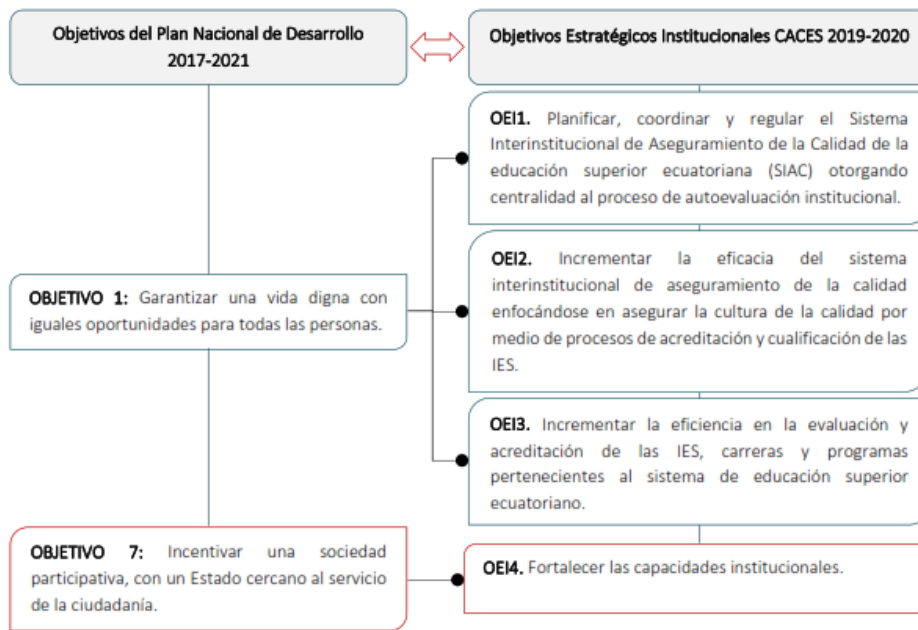 Objetivos del Plan Nacional de Desarrollo
2017-2021
Objetivos Estratégicos Institucionales CACES 2019-2020
OEI1. Planificar, coordinar y regular el Sistema
Interinstitucional de Aseguramiento de la Calidad de la
educación superior ecuatoriana (SIAC) otorgando
centralidad al proceso de autoevaluación institucional.
OBJETIVO 1: Garantizar una vida digna con
iguales oportunidades para todas las personas.
OEI2. Incrementar la eficacia del sistema
interinstitucional de aseguramiento de la calidad
enfocándose en asegurar la cultura de la calidad por
medio de procesos de acreditación y cualificación de las
IES.
OEI3. Incrementar la eficiencia en la evaluación y
acreditación de las IES, carreras y programas
pertenecientes al sistema de educación superior
ecuatoriano.
OBJETIVO 7: Incentivar una sociedad
participativa, con un Estado cercano al servicio
de la ciudadanía.
OEI4. Fortalecer las capacidades institucionales.